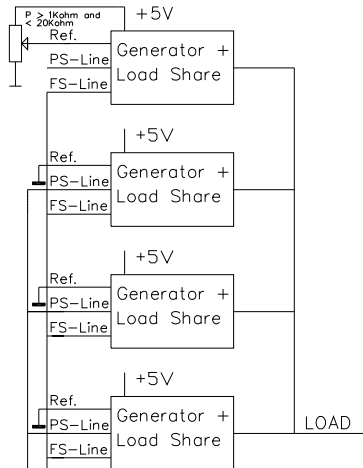 P > 1Kohm and
< 20Kohm
+5V
Ref.
Generator +
PS-Line
Load Share
FS-Line
+5V
Ref.
Generator +
PS-Line
Load Share
FS-Line
+5V
Ref.
Generator +
PS-Line
Load Share
FS-Line
+5V
Ref.
Generator +
PS-Line
Load Share
LOAD
FS-Line